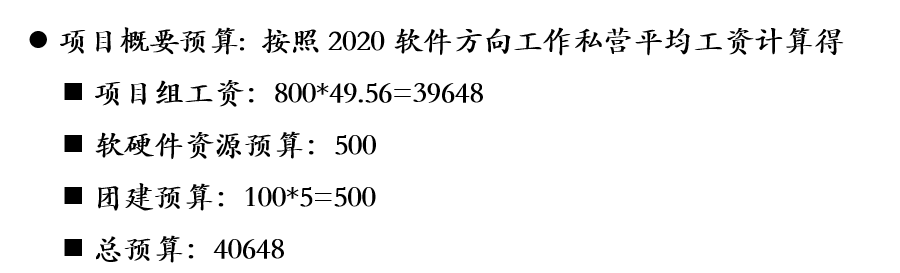 ● 项目概要预算：按照 2020 软件方向工作私营平均工资计算得
■ 项目组工资：800*49.56=39648
■ 软硬件资源预算：500
■ 团建预算：100*5=500
■ 总预算：40648